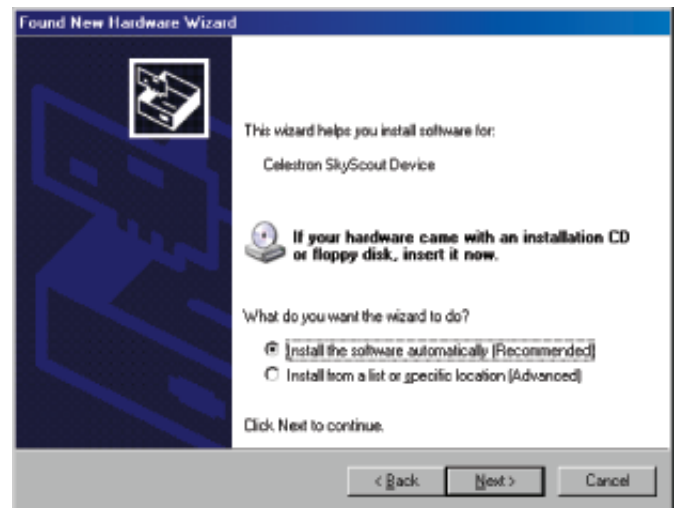 Found New Hardware Wizard
This wizard helps you install software for:
Celestron SkyScout Device
If your hardware came with an installation CD
or floppy disk, insert it now.
What do you want the wizard to do?
Install the software automatically (Recommended)
Install from a list or specific location (Advanced)
Click Next to continue.
< Back Next > Cancel